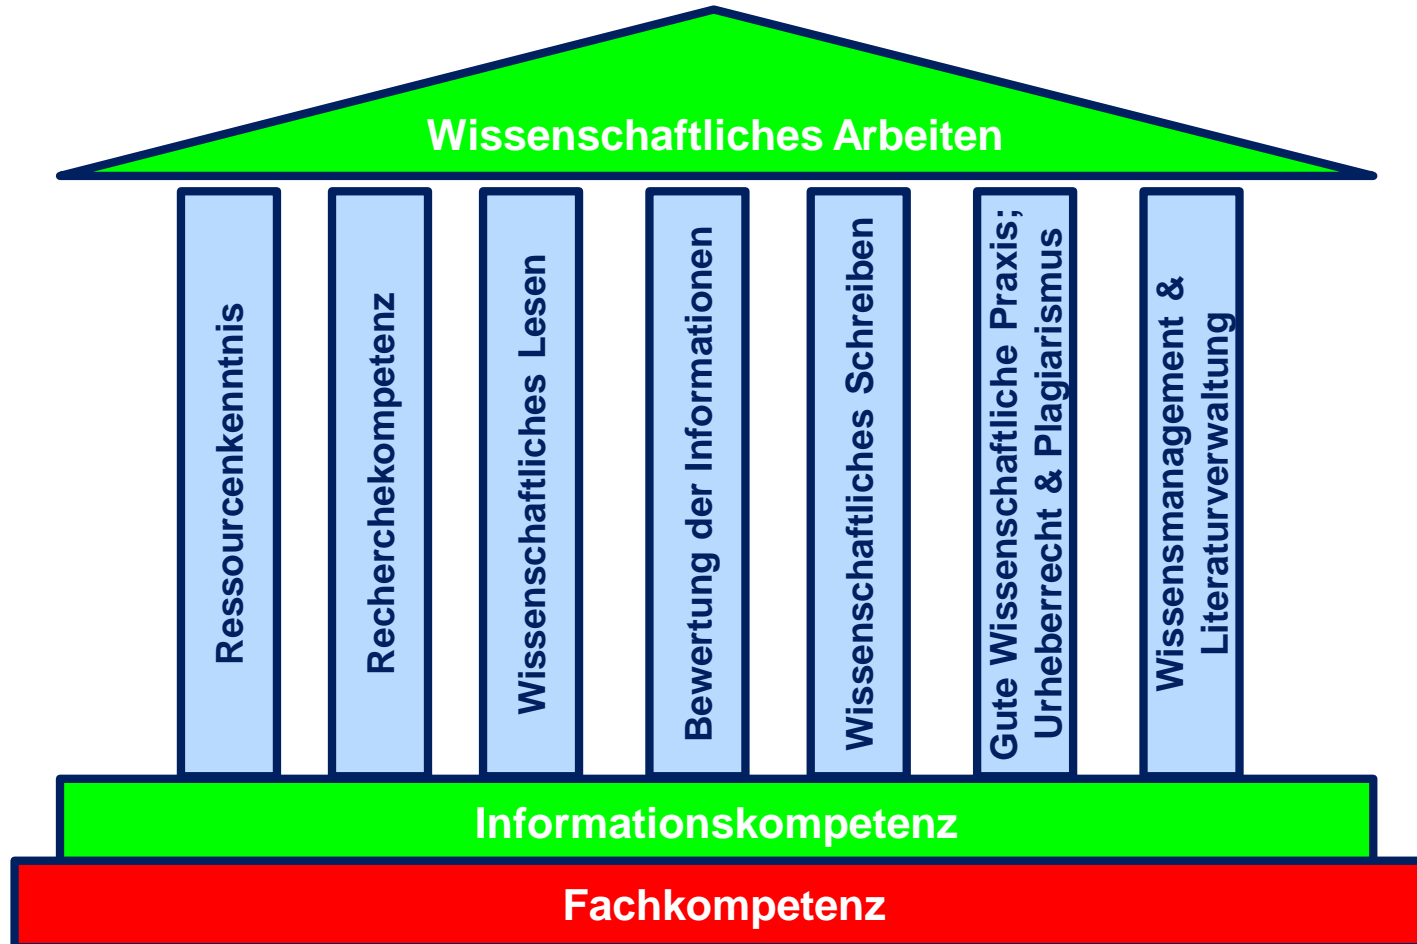 Wissenschaftliches Arbeiten
Ressourcenkenntnis
Recherchekompetenz
Wissenschaftliches Lesen
Bewertung der Informationen
Wissenschaftliches Schreiben
Gute Wissenschaftliche Praxis;
Urheberrecht & Plagiarismus
Wissensmanagement &
Literaturverwaltung
Informationskompetenz
Fachkompetenz